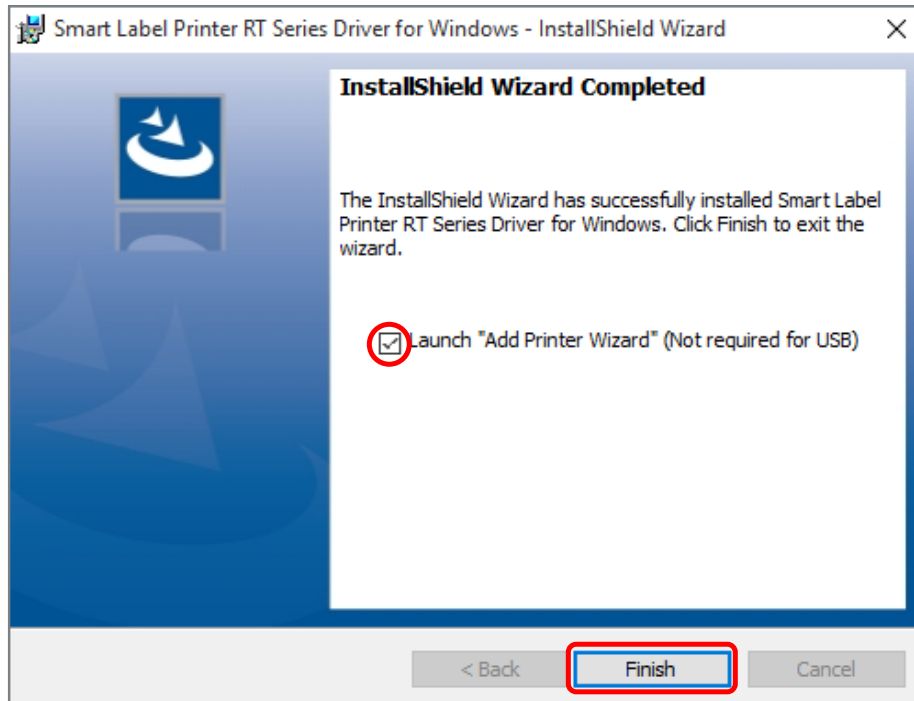 Smart Label Printer RT Series Driver for Windows - InstallShield Wizard
InstallShield Wizard Completed
The InstallShield Wizard has successfully installed Smart Label
Printer RT Series Driver for Windows. Click Finish to exit the
wizard.
Launch "Add Printer Wizard" (Not required for USB)
< Back Finish Cancel